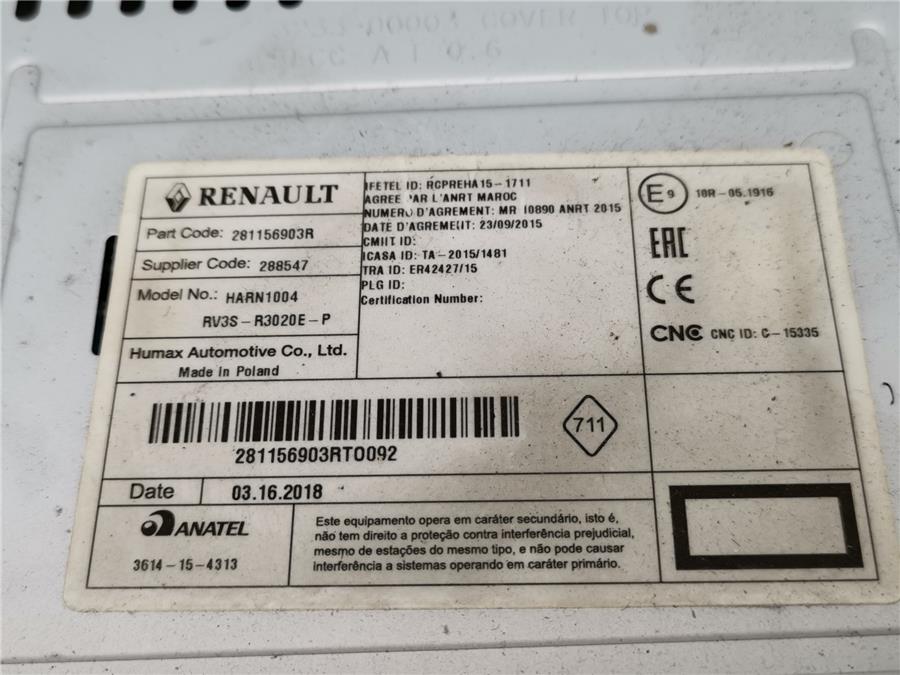 COVER TOP
RENAULT
Part Code: 281156903R
Supplier Code: 288547
Model No.: HARN1004
RV3S-R3020E-P
Humax Automotive Co., Ltd.
Made in Poland
IFETEL ID: RCPREHA15-1711
AGREE PAR L'ANRT MAROC
NUMERO D'AGREMENT: MR 10890 ANRT 2015
DATE D'AGREMENT: 23/09/2015
CMIIT ID:
ICASA ID: TA-2015/1481
TRA ID: ER42427/15
PLG ID:
Certification Number:
E9 10R-05.1916
EAC
CE
CNC CNC ID: C-15335
281156903RT0092
711
Date 03.16.2018
ANATEL
3614-15-4313
Este equipamento opera em caráter secundário, isto é,
não tem direito a proteção contra interferência prejudicial,
mesmo de estações do mesmo tipo, e não pode causar
interferência a sistemas operando em caráter primário.